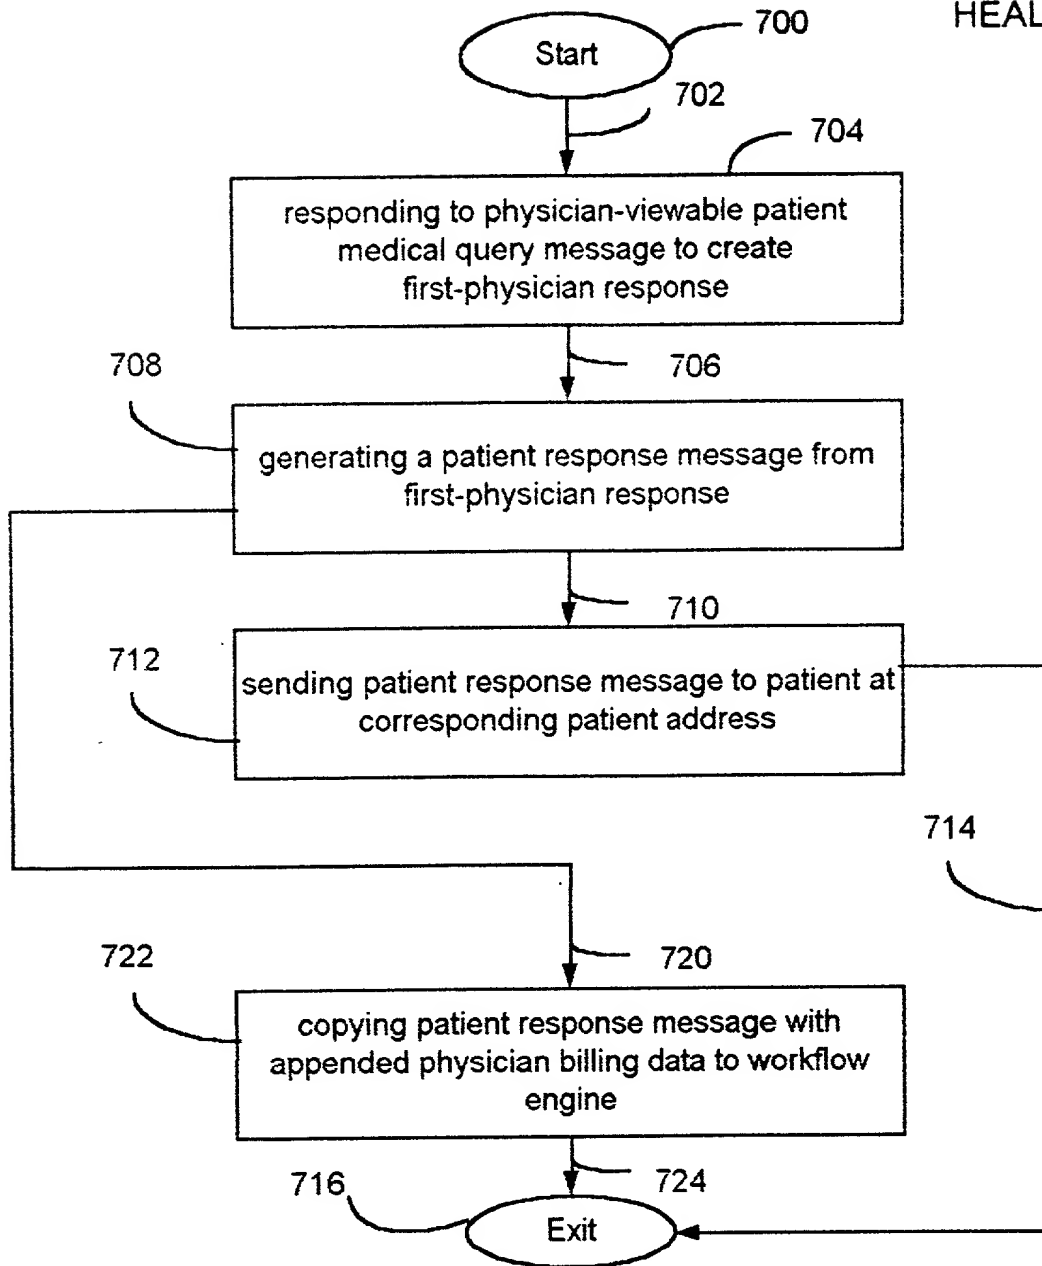 HEAL
Start
700
702
704
responding to physician-viewable patient
medical query message to create
first-physician response
708
706
generating a patient response message from
first-physician response
710
712
sending patient response message to patient at
corresponding patient address
714
722
720
copying patient response message with
appended physician billing data to workflow
engine
716
724
Exit